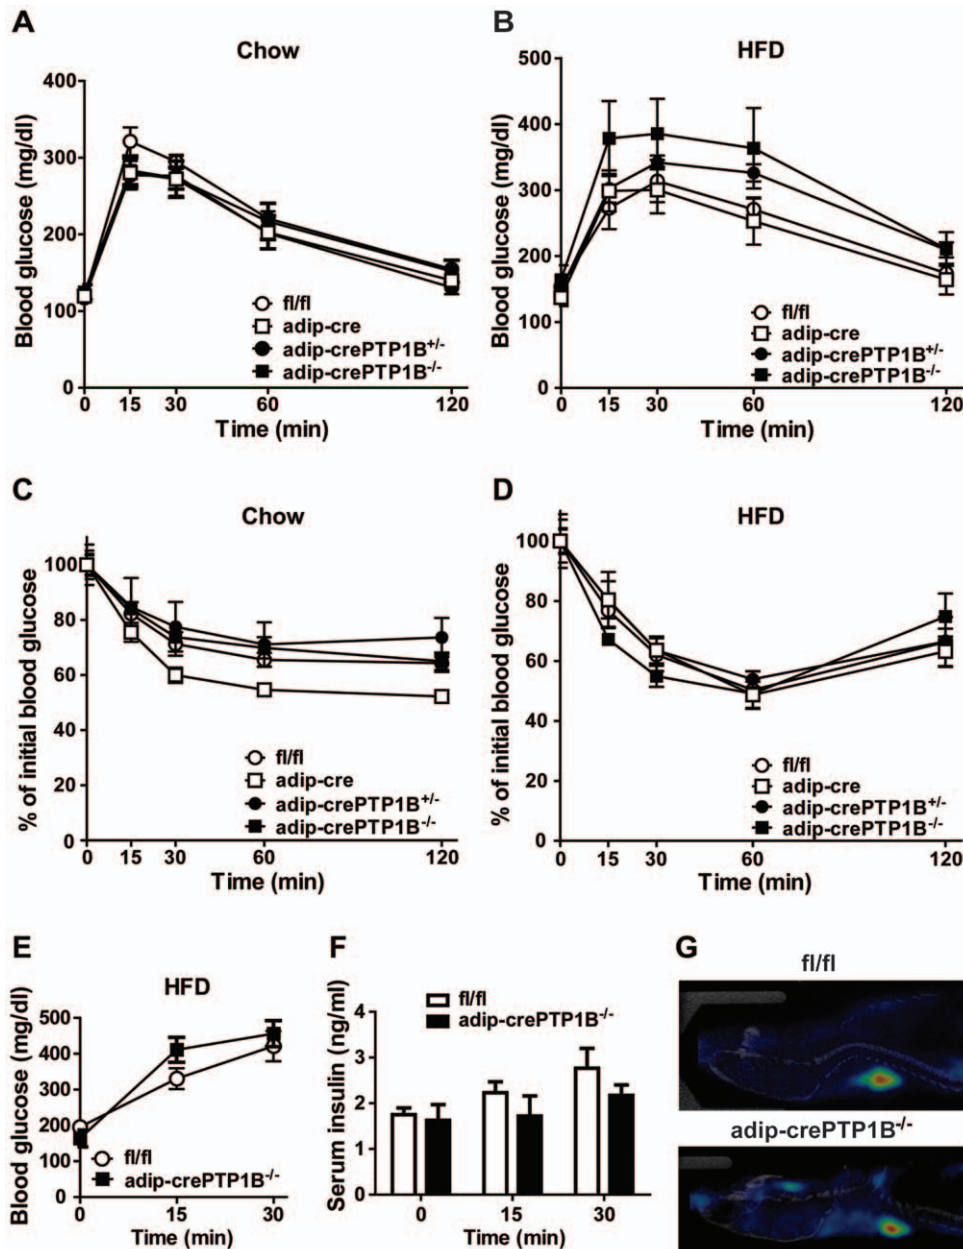 A
Chow
Blood glucose (mg/dl)
400
300
200
100
0
0 15 30 60 120
Time (min)
fl/fl
adip-cre
adip-crePTP1B+/-
adip-crePTP1B-/-
B
HFD
Blood glucose (mg/dl)
500
400
300
200
100
0
0 15 30 60 120
Time (min)
fl/fl
adip-cre
adip-crePTP1B+/-
adip-crePTP1B-/-
C
Chow
% of initial blood glucose
100
80
60
40
20
0
0 15 30 60 120
Time (min)
fl/fl
adip-cre
adip-crePTP1B+/-
adip-crePTP1B-/-
D
HFD
% of initial blood glucose
100
80
60
40
20
0
0 15 30 60 120
Time (min)
fl/fl
adip-cre
adip-crePTP1B+/-
adip-crePTP1B-/-
E
HFD
Blood glucose (mg/dl)
500
400
300
200
100
0
0 15 30
Time (min)
fl/fl
adip-crePTP1B-/-
F
Serum insulin (ng/ml)
4
3
2
1
0
0 15 30
Time (min)
fl/fl
adip-crePTP1B-/-
G
fl/fl
adip-crePTP1B-/-